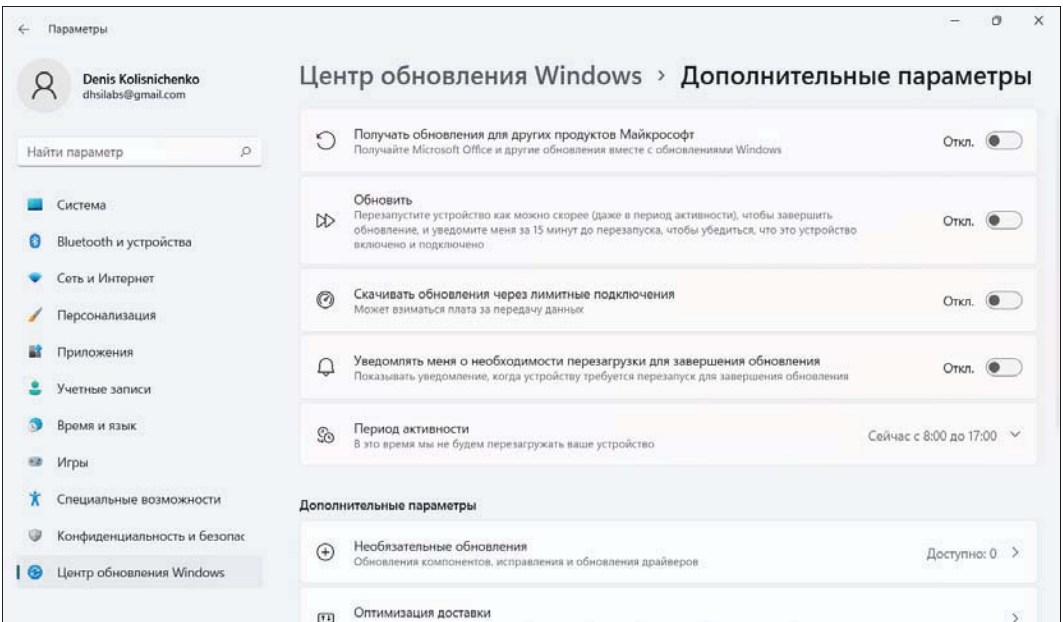 Параметры
Denis Kolisnichenko
dhsilabs@gmail.com
Найти параметр
Система
Bluetooth и устройства
Сеть и Интернет
Персонализация
Приложения
Учетные записи
Время и язык
Игры
Специальные возможности
Конфиденциальность и безопас
Центр обновления Windows
Центр обновления Windows > Дополнительные параметры
Получать обновления для других продуктов Майкрософт
Получайте Microsoft Office и другие обновления вместе с обновлениями Windows
Откл.
Обновить
Перезапустите устройство как можно скорее (даже в период активности), чтобы завершить
обновление, и уведомите меня за 15 минут до перезапуска, чтобы убедиться, что это устройство
включено и подключено
Откл.
Скачивать обновления через лимитные подключения
Может взиматься плата за передачу данных
Откл.
Уведомлять меня о необходимости перезагрузки для завершения обновления
Показывать уведомление, когда устройству требуется перезапуск для завершения обновления
Откл.
Период активности
В это время мы не будем перезагружать ваше устройство
Сейчас с 8:00 до 17:00
Дополнительные параметры
Необязательные обновления
Обновления компонентов, исправления и обновления драйверов
Доступно: 0
Оптимизация доставки